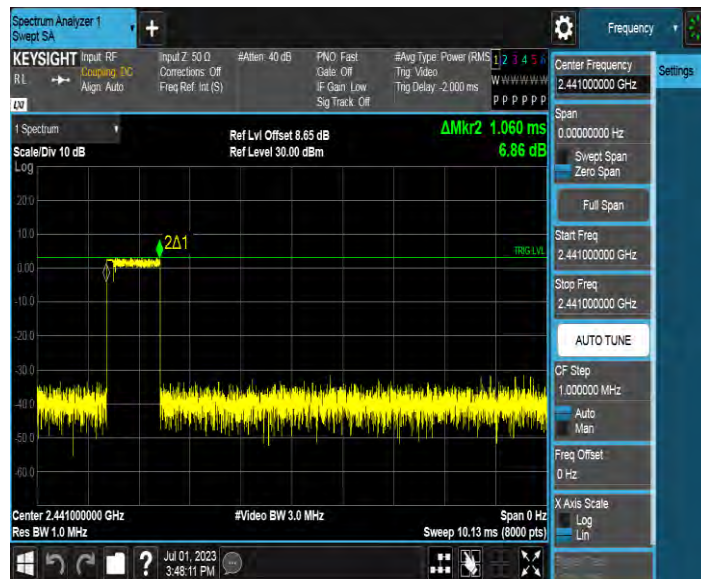 Spectrum Analyzer 1
Swept SA
+
Frequency
KEYSIGHT
RL
Input: RF
Coupling: DC
Align: Auto
Input Z: 50 Ω
Corrections: Off
Freq Ref: Int (S)
#Atten: 40 dB
PNO: Fast
Gate: Off
IF Gain: Low
Sig Track: Off
#Avg Type: Power (RMS
Trig: Video
Trig Delay: -2.000 ms
1 2 3 4 5 6
W W W W W W
P P P P P P
LXI
1 Spectrum
Scale/Div 10 dB
Ref Lvl Offset 8.65 dB
Ref Level 30.00 dBm
ΔMkr2 1.060 ms
6.86 dB
Log
20.0
10.0
0.00
-10.0
-20.0
-30.0
-40.0
-50.0
-60.0
2Δ1
TRIG LVL
Center 2.441000000 GHz
Res BW 1.0 MHz
#Video BW 3.0 MHz
Span 0 Hz
Sweep 10.13 ms (8000 pts)
Center Frequency
2.441000000 GHz
Settings
Span
0.00000000 Hz
Swept Span
Zero Span
Full Span
Start Freq
2.441000000 GHz
Stop Freq
2.441000000 GHz
AUTO TUNE
CF Step
1.000000 MHz
Auto
Man
Freq Offset
0 Hz
X Axis Scale
Log
Lin
?
Jul 01, 2023
3:48:11 PM